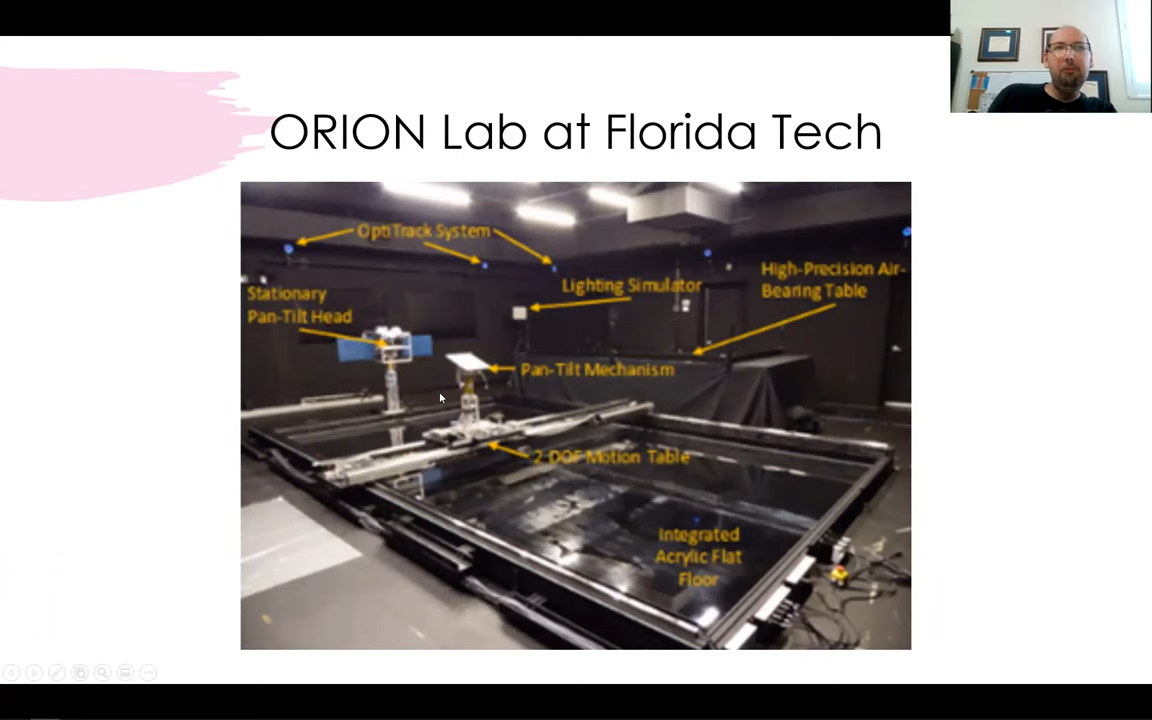 ORION Lab at Florida Tech
OptiTrack System
High-Precision Air-
Bearing Table
Lighting Simulator
Stationary
Pan-Tilt Head
Pan-Tilt Mechanism
2 DOF Motion Table
Integrated
Acrylic Flat
Floor